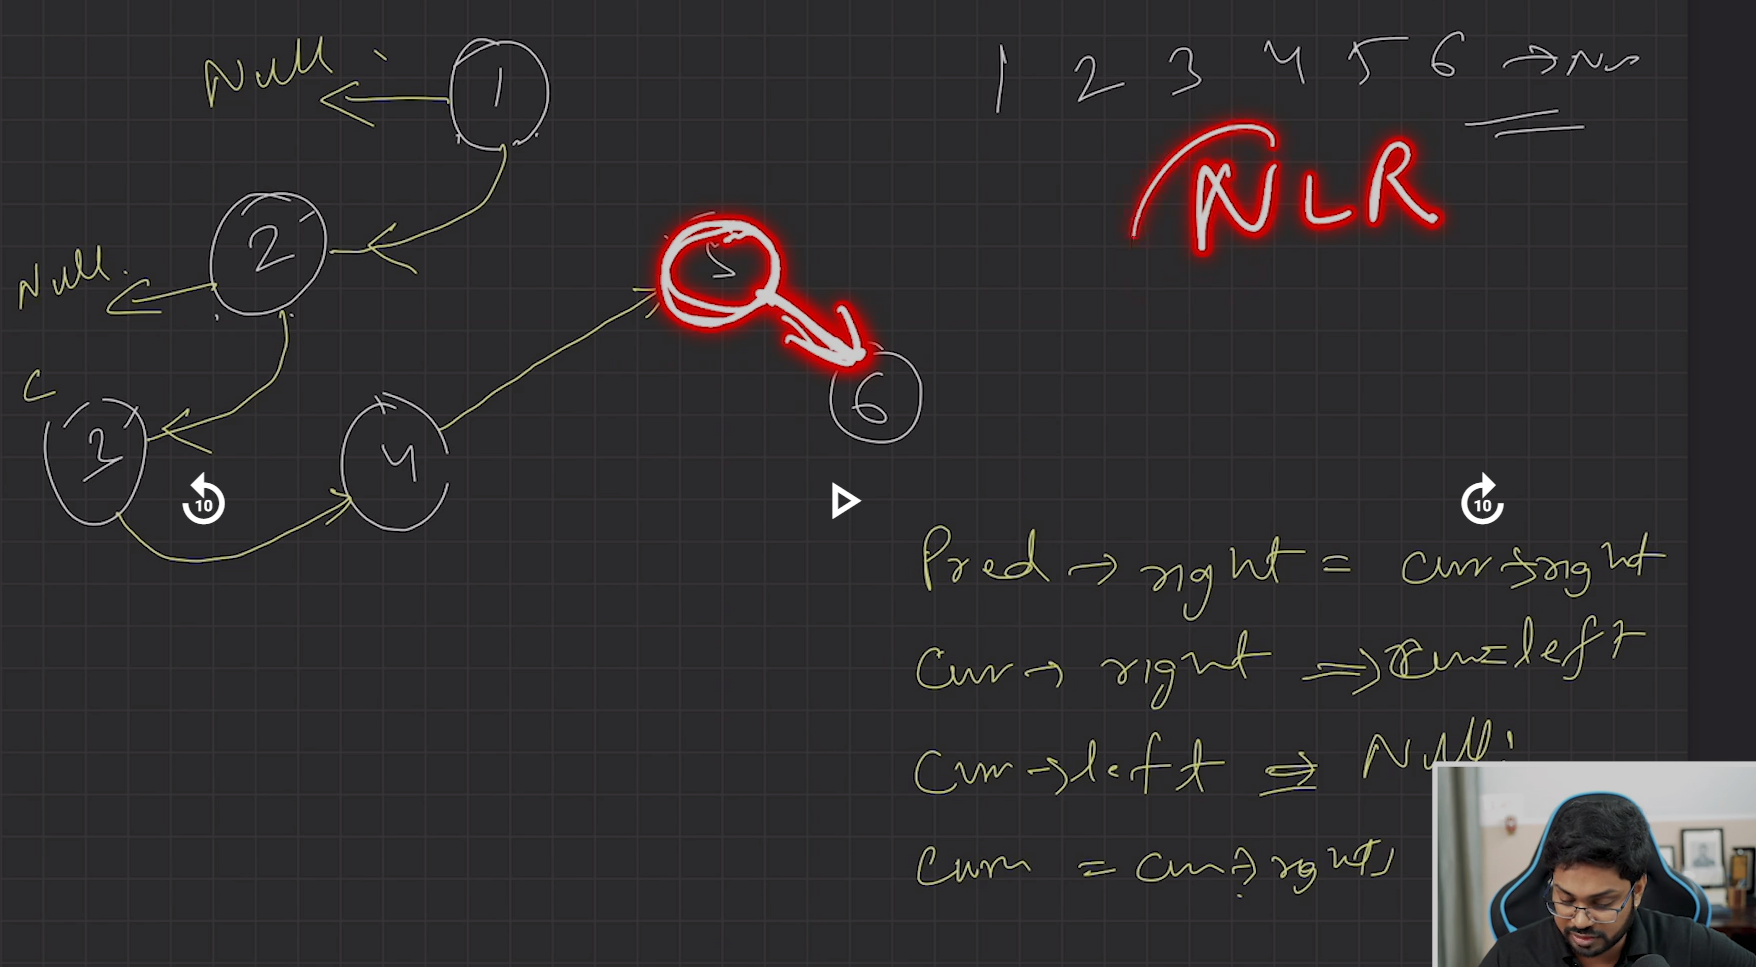 Null.
1
1 2 3 4 5 6 →
NLR
2
Null.
5
C
3
4
6
10
10
Pred → right = curr → right
Curr → right ⇒ curr = left
Curr → left ⇒ Null;
Curr = curr → right;